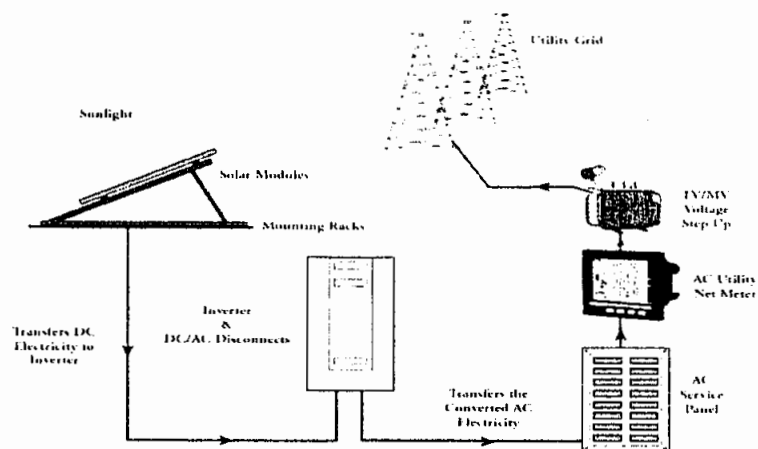 Utility Grid
Sunlight
Solar Modules
Mounting Racks
LV/MV
Voltage
Step Up
AC Utility
Net Meter
Inverter
&
DC/AC Disconnects
Transfers DC
Electricity to
Inverter
Transfers the
Converted AC
Electricity
AC
Service
Panel